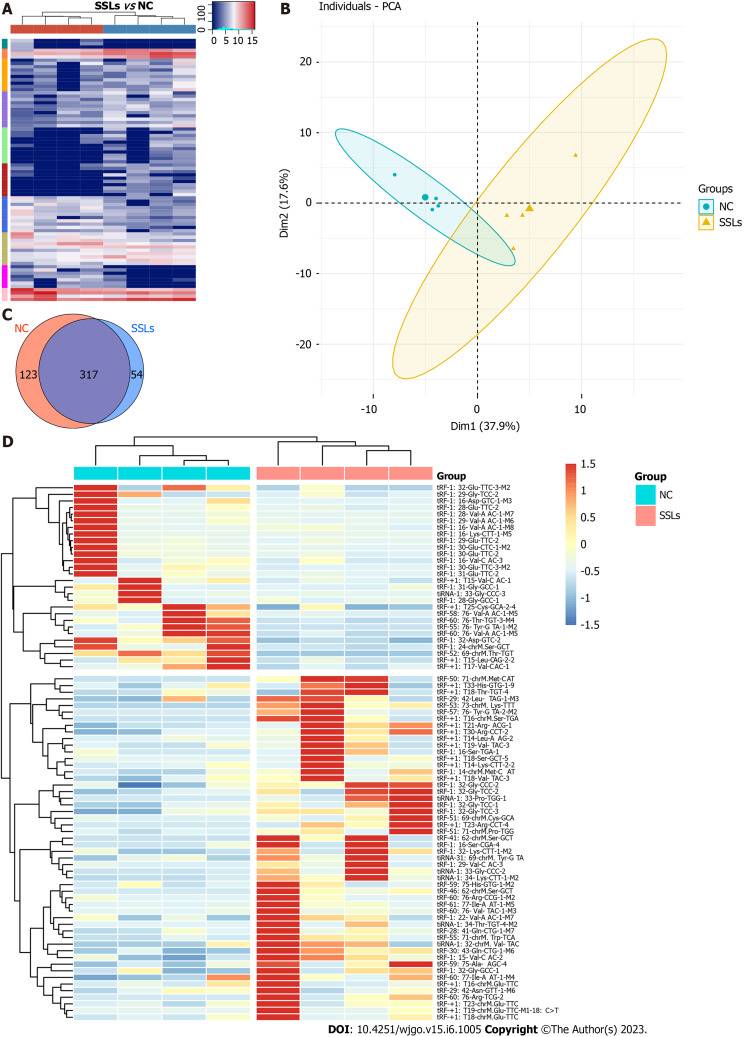 A
SSLs vs NC
100
0
0 5 10 15
B
Individuals - PCA
20
10
0
-10
-20
Dim2 (17.6%)
-10
0
10
Dim1 (37.9%)
Groups
NC
SSLs
C
NC
SSLs
123
317
54
D
Group
tRF-1: 32-Glu-TTC-3-M2
tRF-1: 29-Gly-TCC-2
tRF-1: 16-Asp-GTC-1-M3
tRF-1: 28-Glu-TTC-2
tRF-1: 28- Val-A AC-1-M7
tRF-1: 29- Val-A AC-1-M6
tRF-1: 16- Val-A AC-1-M8
tRF-1: 16- Lys-CTT-1-M5
tRF-1: 29-Glu-TTC-2
tRF-1: 30-Glu-CTC-1-M2
tRF-1: 30-Glu-TTC-2
tRF-1: 16- Val-C AC-3
tRF-1: 30-Glu-TTC-3-M2
tRF-1: 31-Glu-TTC-2
tRF-+1: T15-Val-C AC-1
tRF-1: 31-Gly-GCC-1
tiRNA-1: 33-Gly-CCC-3
tRF-1: 28-Gly-GCC-1
tRF-+1: T25-Cys-GCA-2-4
tRF-58: 76- Val-A AC-1-M5
tRF-60: 76-Thr-TGT-3-M4
tRF-55: 76- Tyr-G TA-1-M2
tRF-60: 76- Val-A AC-1-M5
tRF-1: 32-Asp-GTC-2
tRF-1: 24-chrM.Ser-GCT
tRF-52: 69-chrM.Thr-TGT
tRF-+1: T15-Leu-CAG-2-2
tRF-+1: T17-Val-CAC-1
tRF-50: 71-chrM.Met-CAT
tRF-+1: T33-His-GTG-1-9
tRF-+1: T18-Thr-TGT-4
tRF-29: 42-Leu- TAG-1-M3
tRF-53: 73-chrM. Lys-TTT
tRF-57: 76- Tyr-G TA-2-M2
tRF-+1: T16-chrM.Ser-TGA
tRF-+1: T21-Arg- ACG-1
tRF-+1: T30-Arg-CCT-2
tRF-+1: T14-Leu-A AG-2
tRF-+1: T19-Val- TAC-3
tRF-1: 16-Ser-TGA-1
tRF-+1: T18-Ser-GCT-5
tRF-+1: T14-Lys-CTT-2-2
tRF-1: 14-chrM.Met-C AT
tRF-+1: T18-Val- TAC-3
tRF-1: 32-Gly-CCC-2
tRF-1: 32-Gly-TCC-2
tiRNA-1: 33-Pro-TGG-1
tRF-1: 32-Gly-TCC-1
tRF-1: 32-Gly-TCC-3
tRF-51: 69-chrM.Cys-GCA
tRF-+1: T23-Arg-CCT-4
tRF-51: 71-chrM.Pro-TGG
tRF-41: 62-chrM.Ser-GCT
tRF-1: 16-Ser-CGA-4
tRF-1: 32- Lys-CTT-1-M2
tiRNA-31: 69-chrM. Tyr-G TA
tRF-1: 29- Val-C AC-3
tiRNA-1: 33-Gly-CCC-2
tiRNA-1: 34- Lys-CTT-1-M2
tRF-59: 75-His-GTG-1-M2
tRF-46: 62-chrM.Ser-GCT
tRF-60: 76-Arg-CCG-1-M2
tRF-61: 77-Ile-A AT-1-M5
tRF-60: 76- Val- TAC-1-M3
tRF-1: 22- Val-A AC-1-M7
tiRNA-1: 34-Thr-TGT-4-M2
tRF-28: 41-Gln-CTG-1-M7
tRF-55: 71-chrM. Trp-TCA
tiRNA-1: 32-chrM. Val- TAC
tRF-30: 43-Gln-CTG-1-M6
tRF-1: 15-Val-C AC-2
tRF-59: 75-Ala- AGC-4
tRF-1: 32-Gly-GCC-1
tRF-60: 77-Ile-A AT-1-M4
tRF-+1: T16-chrM.Glu-TTC
tRF-29: 42-Asn-GTT-1-M6
tRF-60: 76-Arg-TCG-2
tRF-+1: T23-chrM.Glu-TTC
tRF-+1: T19-chrM.Glu-TTC-M1-18: C>T
tRF-+1: T18-chrM.Glu-TTC
1.5
1
0.5
0
-0.5
-1
-1.5
Group
NC
SSLs
DOI: 10.4251/wjgo.v15.i6.1005 Copyright ©The Author(s) 2023.